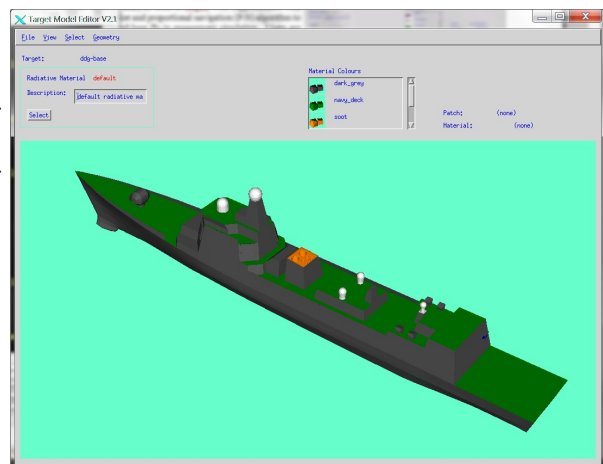 Target Model Editor V2.1
File View Select Geometry
Target: ddg-base
Radiative Material default
Description: default radiative ma
Select
Material Colours
dark_grey
navy_deck
soot
Patch: (none)
Material: (none)